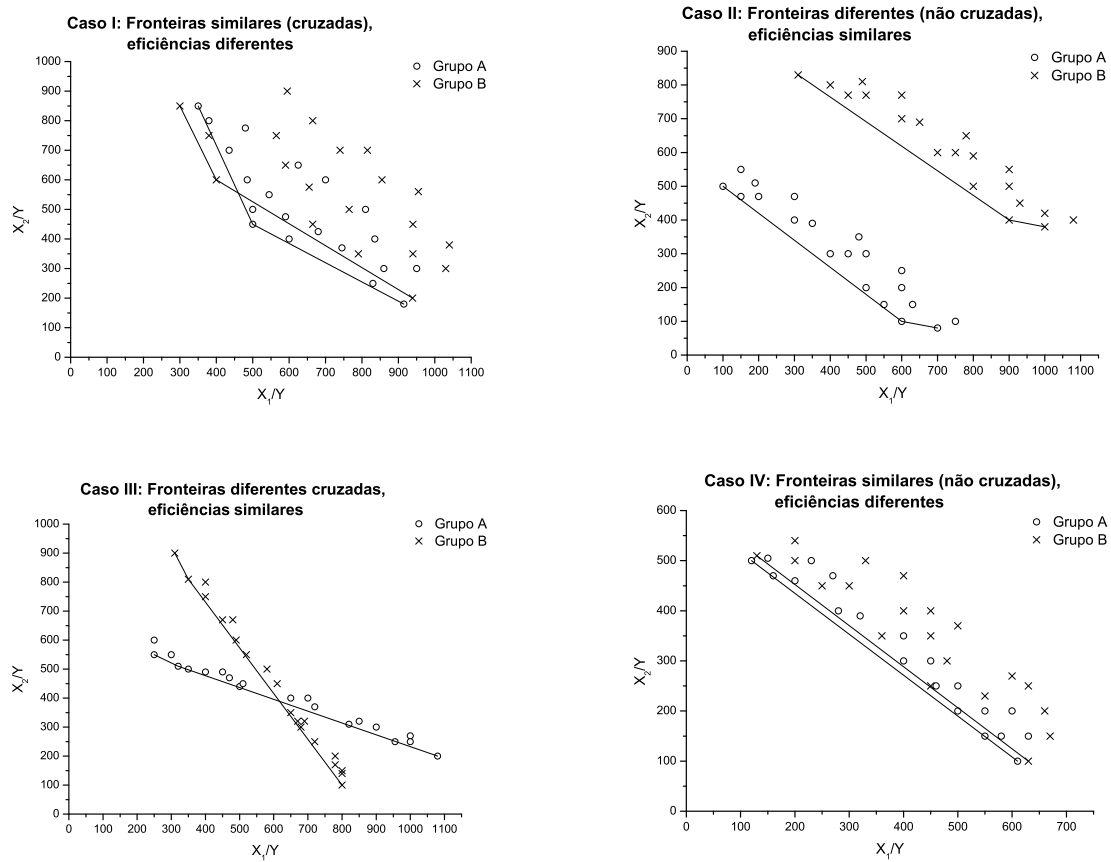 Caso I: Fronteiras similares (cruzadas),
eficiências diferentes
Grupo A
Grupo B
1000
900
800
700
600
500
400
300
200
100
0
X2/Y
0 100 200 300 400 500 600 700 800 900 1000 1100
X1/Y
Caso II: Fronteiras diferentes (não cruzadas),
eficiências similares
Grupo A
Grupo B
900
800
700
600
500
400
300
200
100
0
X2/Y
0 100 200 300 400 500 600 700 800 900 1000 1100
X1/Y
Caso III: Fronteiras diferentes cruzadas,
eficiências similares
Grupo A
Grupo B
1000
900
800
700
600
500
400
300
200
100
0
X2/Y
0 100 200 300 400 500 600 700 800 900 1000 1100
X1/Y
Caso IV: Fronteiras similares (não cruzadas),
eficiências diferentes
Grupo A
Grupo B
600
500
400
300
200
100
0
X2/Y
0 100 200 300 400 500 600 700
X1/Y